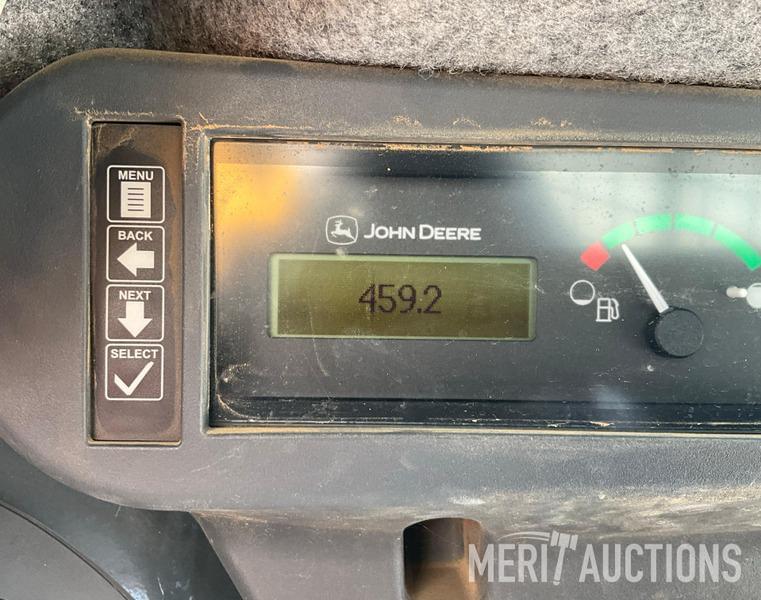 MENU
BACK
NEXT
SELECT
JOHN DEERE
459.2
MERIT AUCTIONS